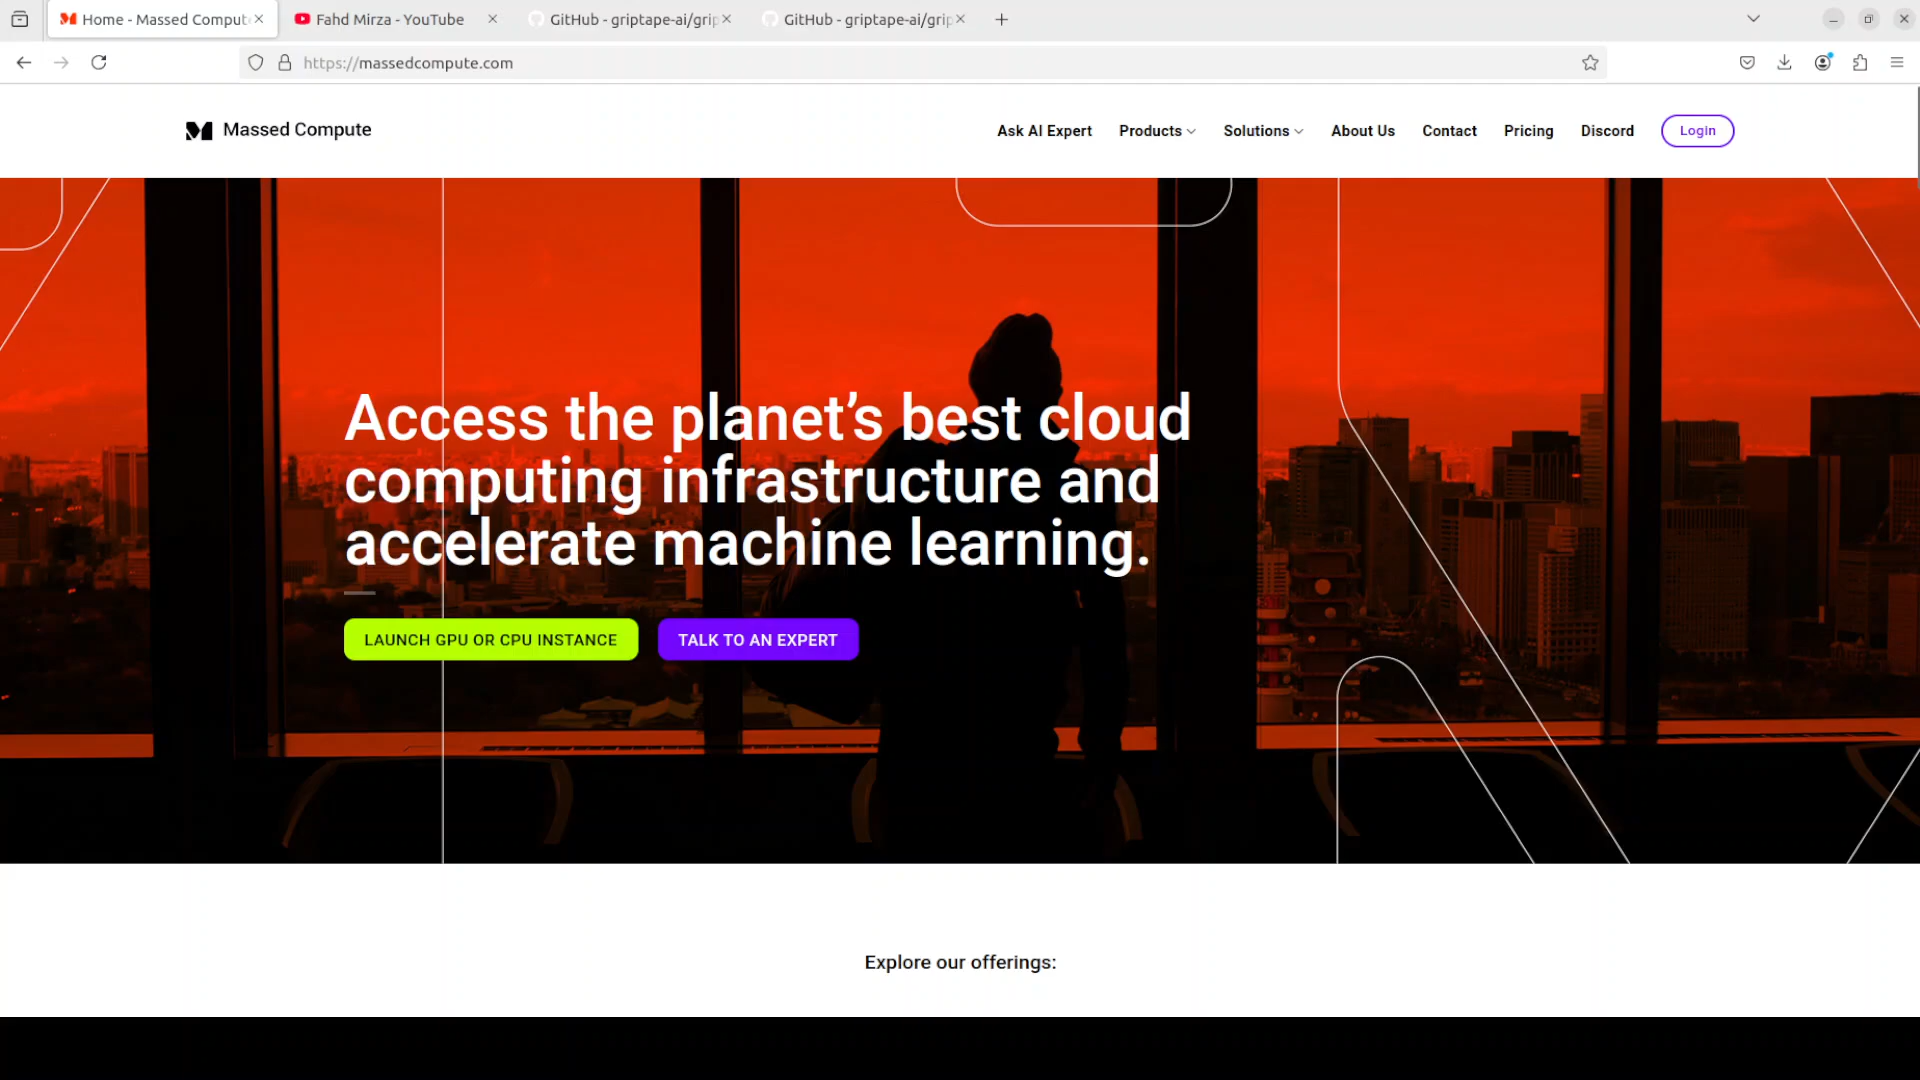 Home - Massed Comput
Fahd Mirza - YouTube
GitHub - griptape-ai/grip
GitHub - griptape-ai/grip
https://massedcompute.com
Massed Compute
Ask AI Expert
Products
Solutions
About Us
Contact
Pricing
Discord
Login
Access the planet’s best cloud
computing infrastructure and
accelerate machine learning.
LAUNCH GPU OR CPU INSTANCE
TALK TO AN EXPERT
Explore our offerings: